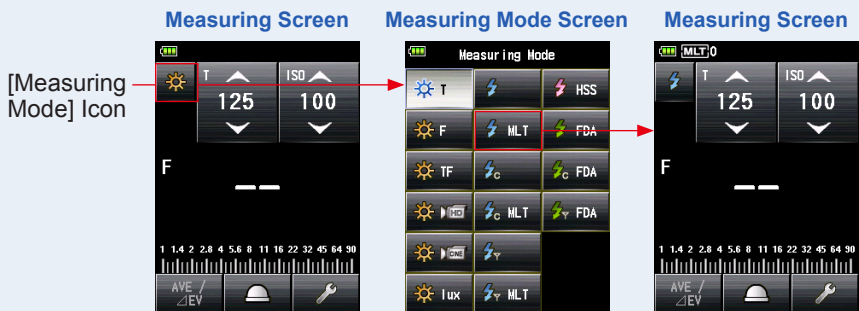 Measuring Screen
Measuring Mode Screen
Measuring Screen
[Measuring Mode] Icon
T
125
ISO
100
F
1 1.4 2 2.8 4 5.6 8 11 16 22 32 45 64 90
AVE / ⊿EV
Measuring Mode
T
HSS
F
MLT
FDA
TF
C
C FDA
HD
C MLT
FDA
CINE
lux
MLT
MLT 0
T
125
ISO
100
F
1 1.4 2 2.8 4 5.6 8 11 16 22 32 45 64 90
AVE / ⊿EV